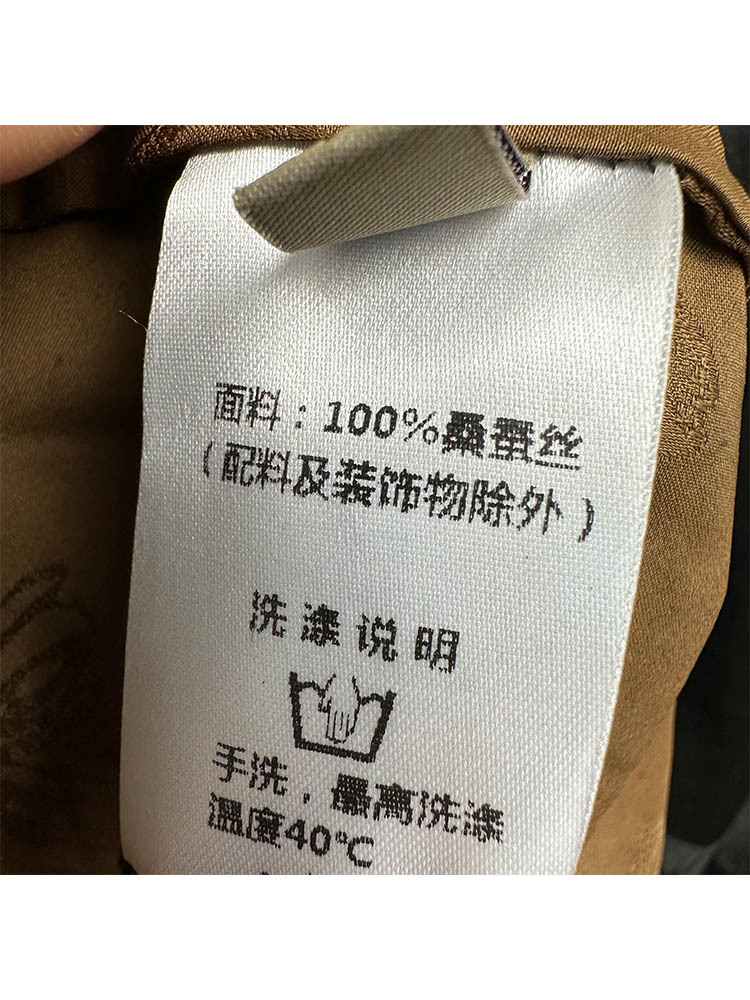 面料：100%桑蚕丝
（配料及装饰物除外）
洗涤说明
手洗，最高洗涤
温度40℃